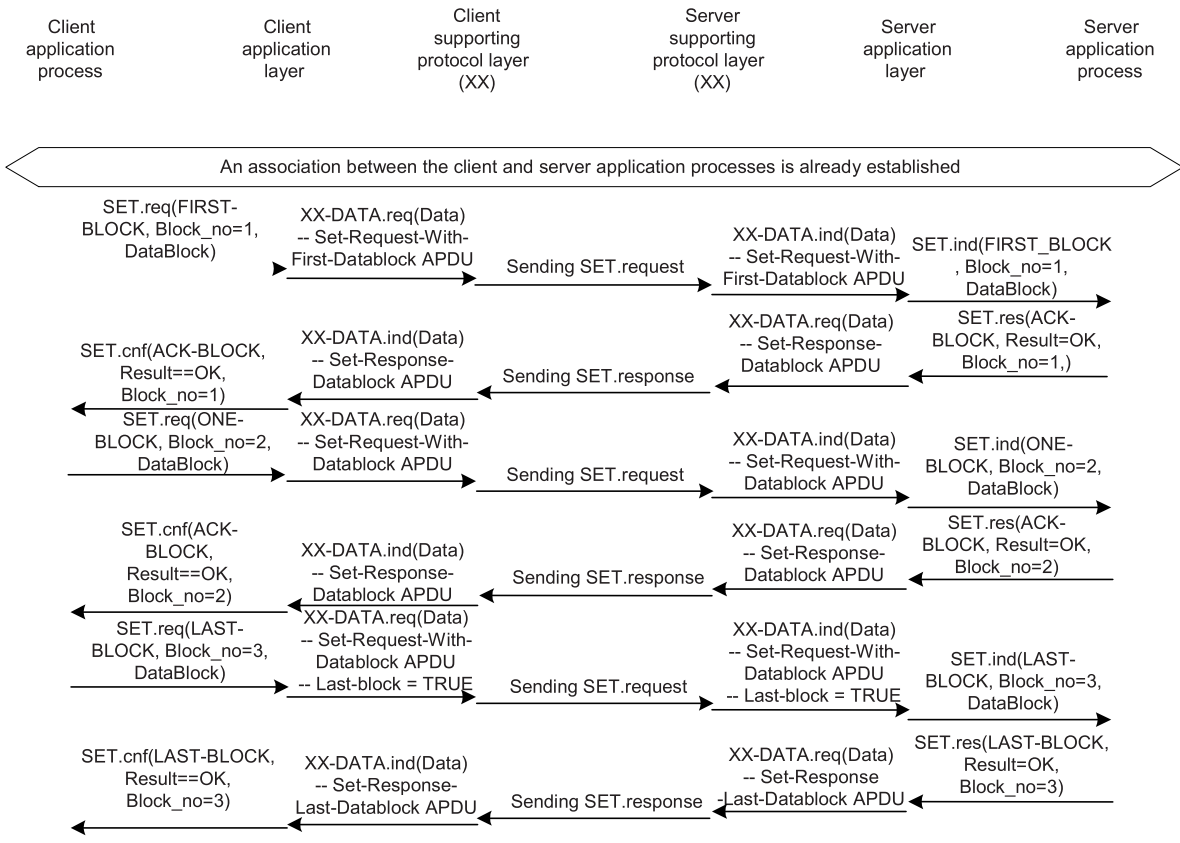 Client
application
process
Client
application
layer
Client
supporting
protocol layer
(XX)
Server
supporting
protocol layer
(XX)
Server
application
layer
Server
application
process
An association between the client and server application processes is already established
SET.req(FIRST-
BLOCK, Block_no=1,
DataBlock)
XX-DATA.req(Data)
-- Set-Request-With-
First-Datablock APDU
Sending SET.request
XX-DATA.ind(Data)
-- Set-Request-With-
First-Datablock APDU
SET.ind(FIRST_BLOCK
, Block_no=1,
DataBlock)
SET.res(ACK-
BLOCK, Result=OK,
Block_no=1,)
XX-DATA.req(Data)
-- Set-Response-
Datablock APDU
Sending SET.response
XX-DATA.ind(Data)
-- Set-Response-
Datablock APDU
SET.cnf(ACK-BLOCK,
Result==OK,
Block_no=1)
SET.req(ONE-
BLOCK, Block_no=2,
DataBlock)
XX-DATA.req(Data)
-- Set-Request-With-
Datablock APDU
Sending SET.request
XX-DATA.ind(Data)
-- Set-Request-With-
Datablock APDU
SET.ind(ONE-
BLOCK, Block_no=2,
DataBlock)
SET.res(ACK-
BLOCK, Result=OK,
Block_no=2)
XX-DATA.req(Data)
-- Set-Response-
Datablock APDU
Sending SET.response
XX-DATA.ind(Data)
-- Set-Response-
Datablock APDU
SET.cnf(ACK-
BLOCK,
Result==OK,
Block_no=2)
SET.req(LAST-
BLOCK, Block_no=3,
DataBlock)
XX-DATA.req(Data)
-- Set-Request-With-
Datablock APDU
-- Last-block = TRUE
Sending SET.request
XX-DATA.ind(Data)
-- Set-Request-With-
Datablock APDU
-- Last-block = TRUE
SET.ind(LAST-
BLOCK, Block_no=3,
DataBlock)
SET.res(LAST-BLOCK,
Result=OK,
Block_no=3)
XX-DATA.req(Data)
-- Set-Response
-Last-Datablock APDU
Sending SET.response
XX-DATA.ind(Data)
-- Set-Response-
Last-Datablock APDU
SET.cnf(LAST-BLOCK,
Result==OK,
Block_no=3)